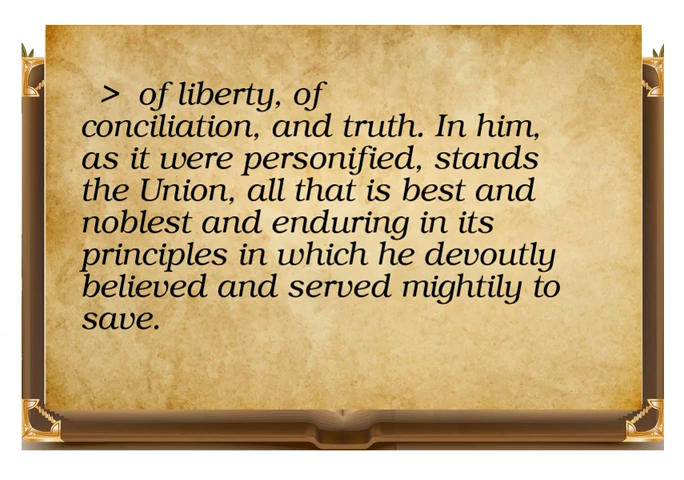 > of liberty, of
conciliation, and truth. In him,
as it were personified, stands
the Union, all that is best and
noblest and enduring in its
principles in which he devoutly
believed and served mightily to
save.